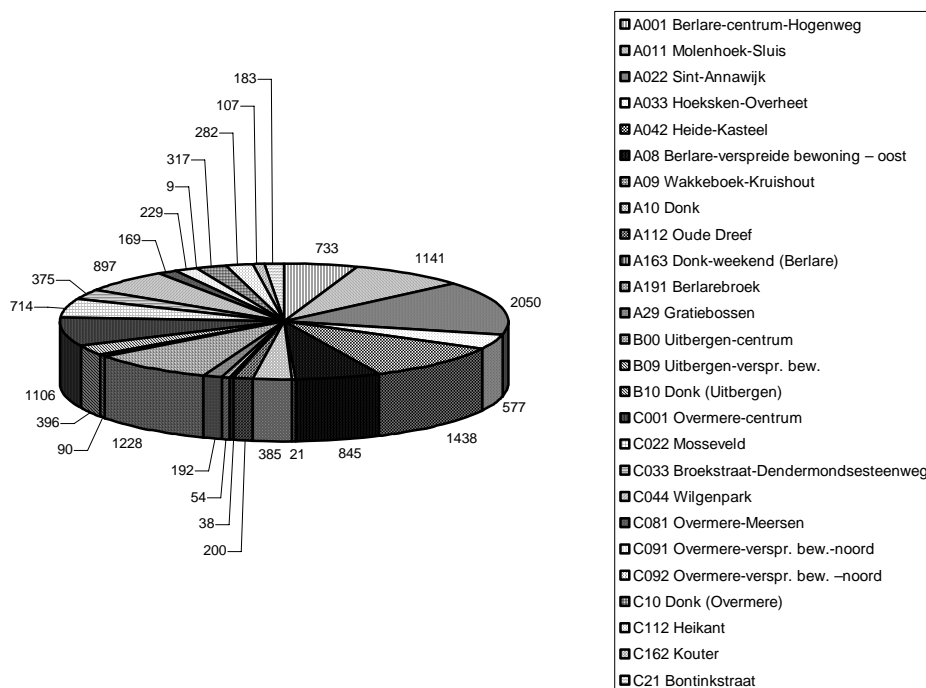 183
107
282
317
9
229
169
897
375
714
733
1141
2050
577
1438
845
21
385
200
38
54
192
1228
90
396
1106
A001 Berlare-centrum-Hogenweg
A011 Molenhoek-Sluis
A022 Sint-Annawijk
A033 Hoeksken-Overheet
A042 Heide-Kasteel
A08 Berlare-verspreide bewoning – oost
A09 Wakkeboek-Kruishout
A10 Donk
A112 Oude Dreef
A163 Donk-weekend (Berlare)
A191 Berlarebroek
A29 Gratiebossen
B00 Uitbergen-centrum
B09 Uitbergen-verspr. bew.
B10 Donk (Uitbergen)
C001 Overmere-centrum
C022 Mosseveld
C033 Broekstraat-Dendermondsesteenweg
C044 Wilgenpark
C081 Overmere-Meersen
C091 Overmere-verspr. bew.-noord
C092 Overmere-verspr. bew. –noord
C10 Donk (Overmere)
C112 Heikant
C162 Kouter
C21 Bontinkstraat